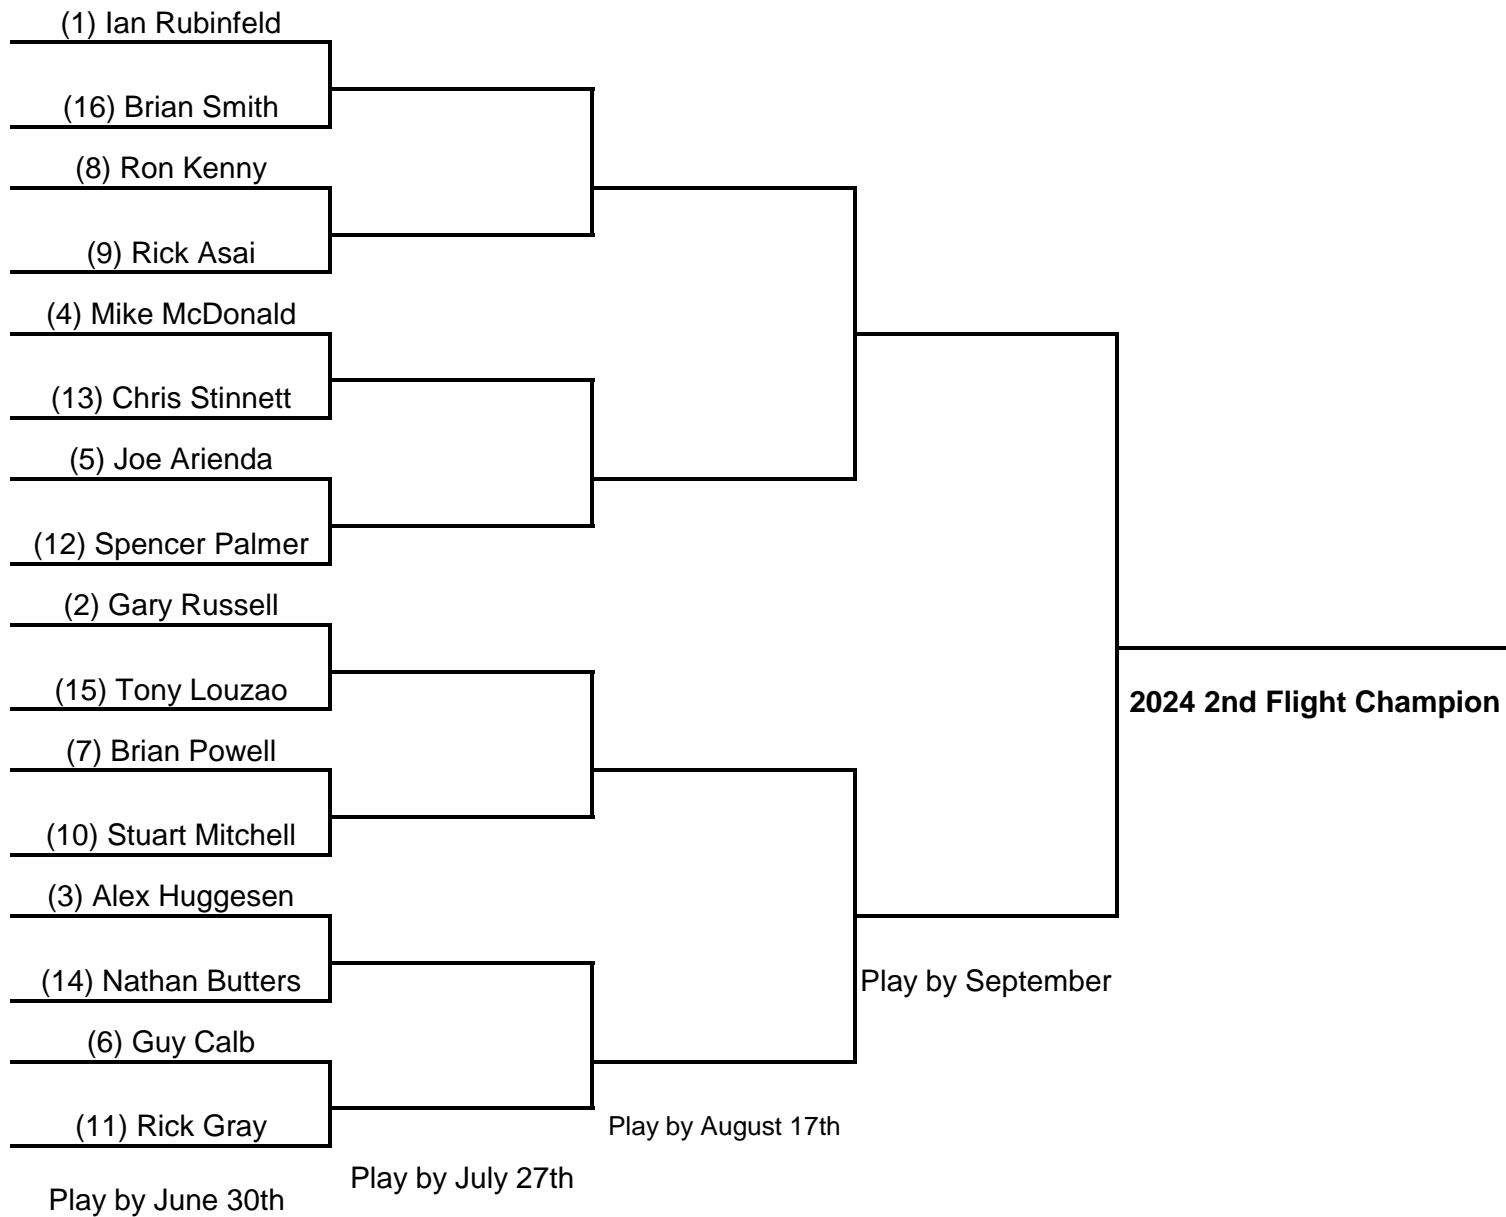 (1) Ian Rubinfeld
(16) Brian Smith
(8) Ron Kenny
(9) Rick Asai
(4) Mike McDonald
(13) Chris Stinnett
(5) Joe Arienda
(12) Spencer Palmer
(2) Gary Russell
(15) Tony Louzao
2024 2nd Flight Champion
(7) Brian Powell
(10) Stuart Mitchell
(3) Alex Huggesen
(14) Nathan Butters
Play by September
(6) Guy Calb
(11) Rick Gray
Play by August 17th
Play by July 27th
Play by June 30th